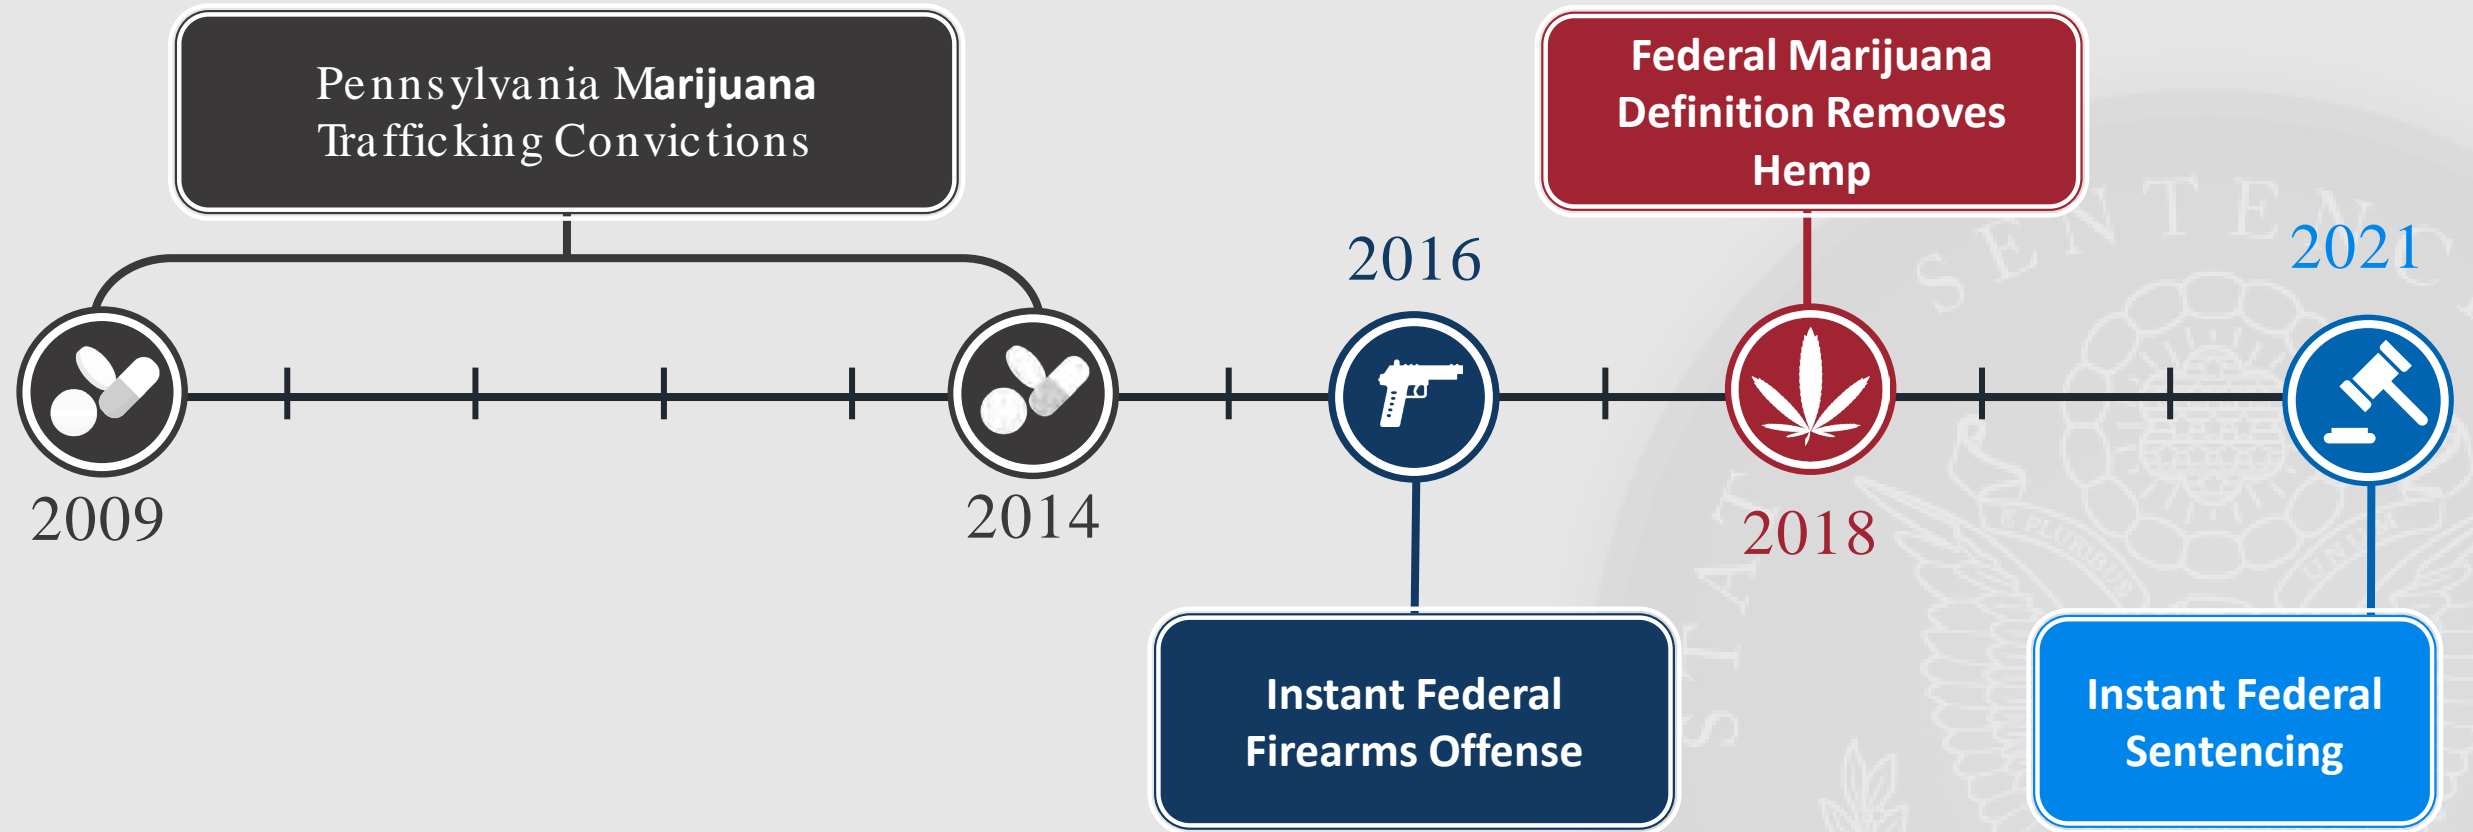 Pennsylvania Marijuana
Trafficking Convictions
Federal Marijuana
Definition Removes
Hemp
2016
2021
2009
2014
2018
Instant Federal
Firearms Offense
Instant Federal
Sentencing